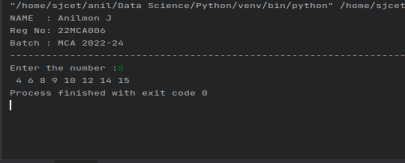 "/home/sjcet/anil/Data Science/Python/venv/bin/python" /home/sjcet
NAME  : Anilmon J
Reg No: 22MCA006
Batch : MCA 2022-24
--------------------------------------------------------------------
Enter the number :
 4 6 8 9 10 12 14 15
Process finished with exit code 0